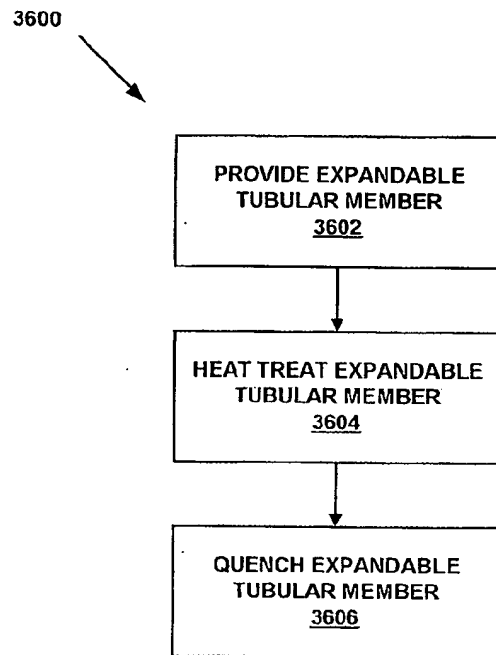 3600
PROVIDE EXPANDABLE
TUBULAR MEMBER
3602
HEAT TREAT EXPANDABLE
TUBULAR MEMBER
3604
QUENCH EXPANDABLE
TUBULAR MEMBER
3606